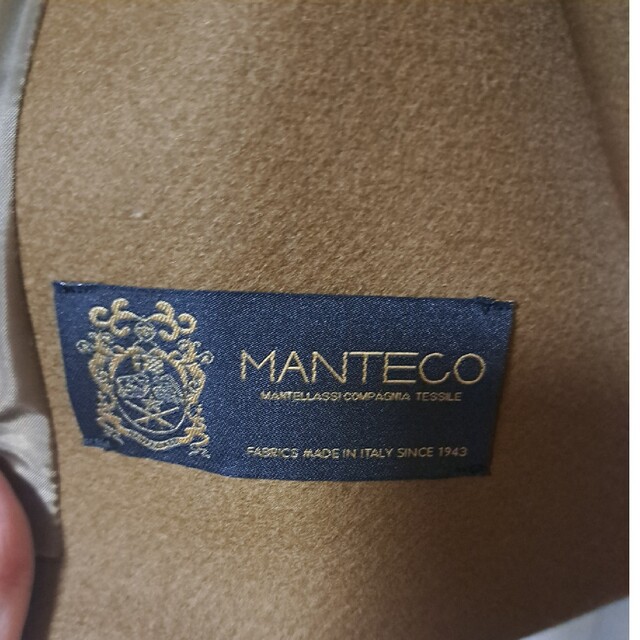 MANTECO
MANTELLASSI COMPAGNIA TESSILE
FABRICS MADE IN ITALY SINCE 1943